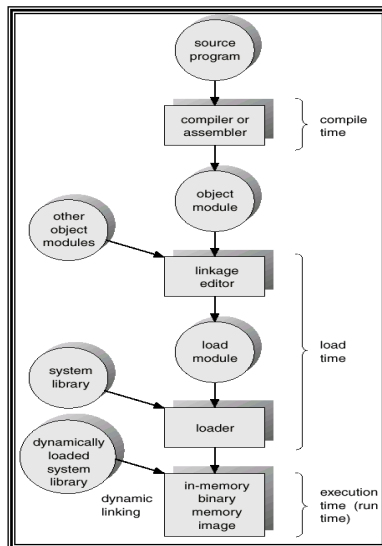 source
program
compiler or
assembler
compile
time
object
module
other
object
modules
linkage
editor
load
module
load
time
system
library
loader
dynamically
loaded
system
library
dynamic
linking
in-memory
binary
memory
image
execution
time (run
time)